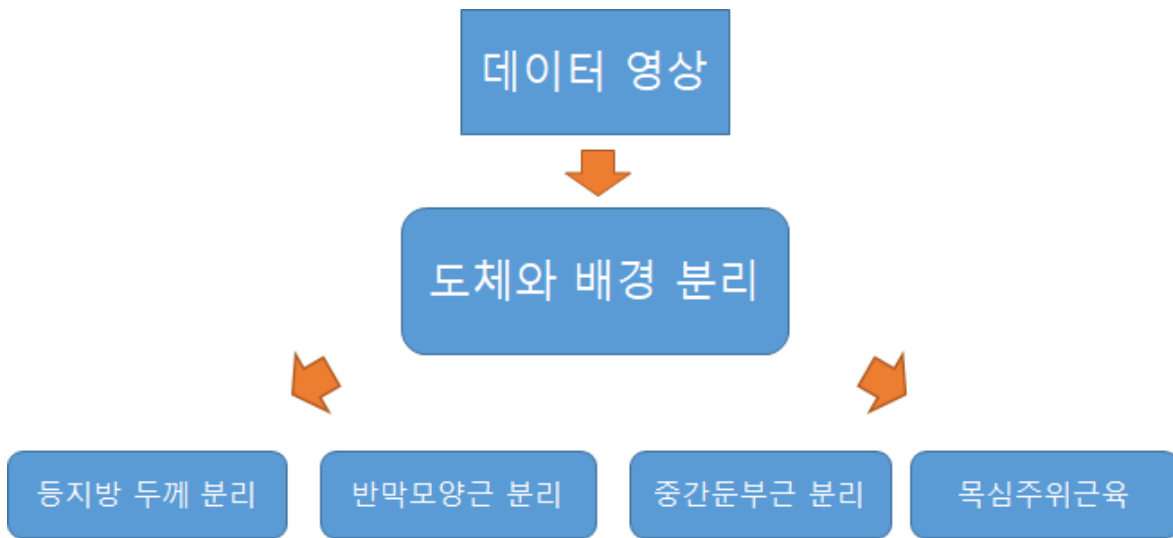 데이터 영상
도체와 배경 분리
등지방 두께 분리
반막모양근 분리
중간둔부근 분리
목심주위근육